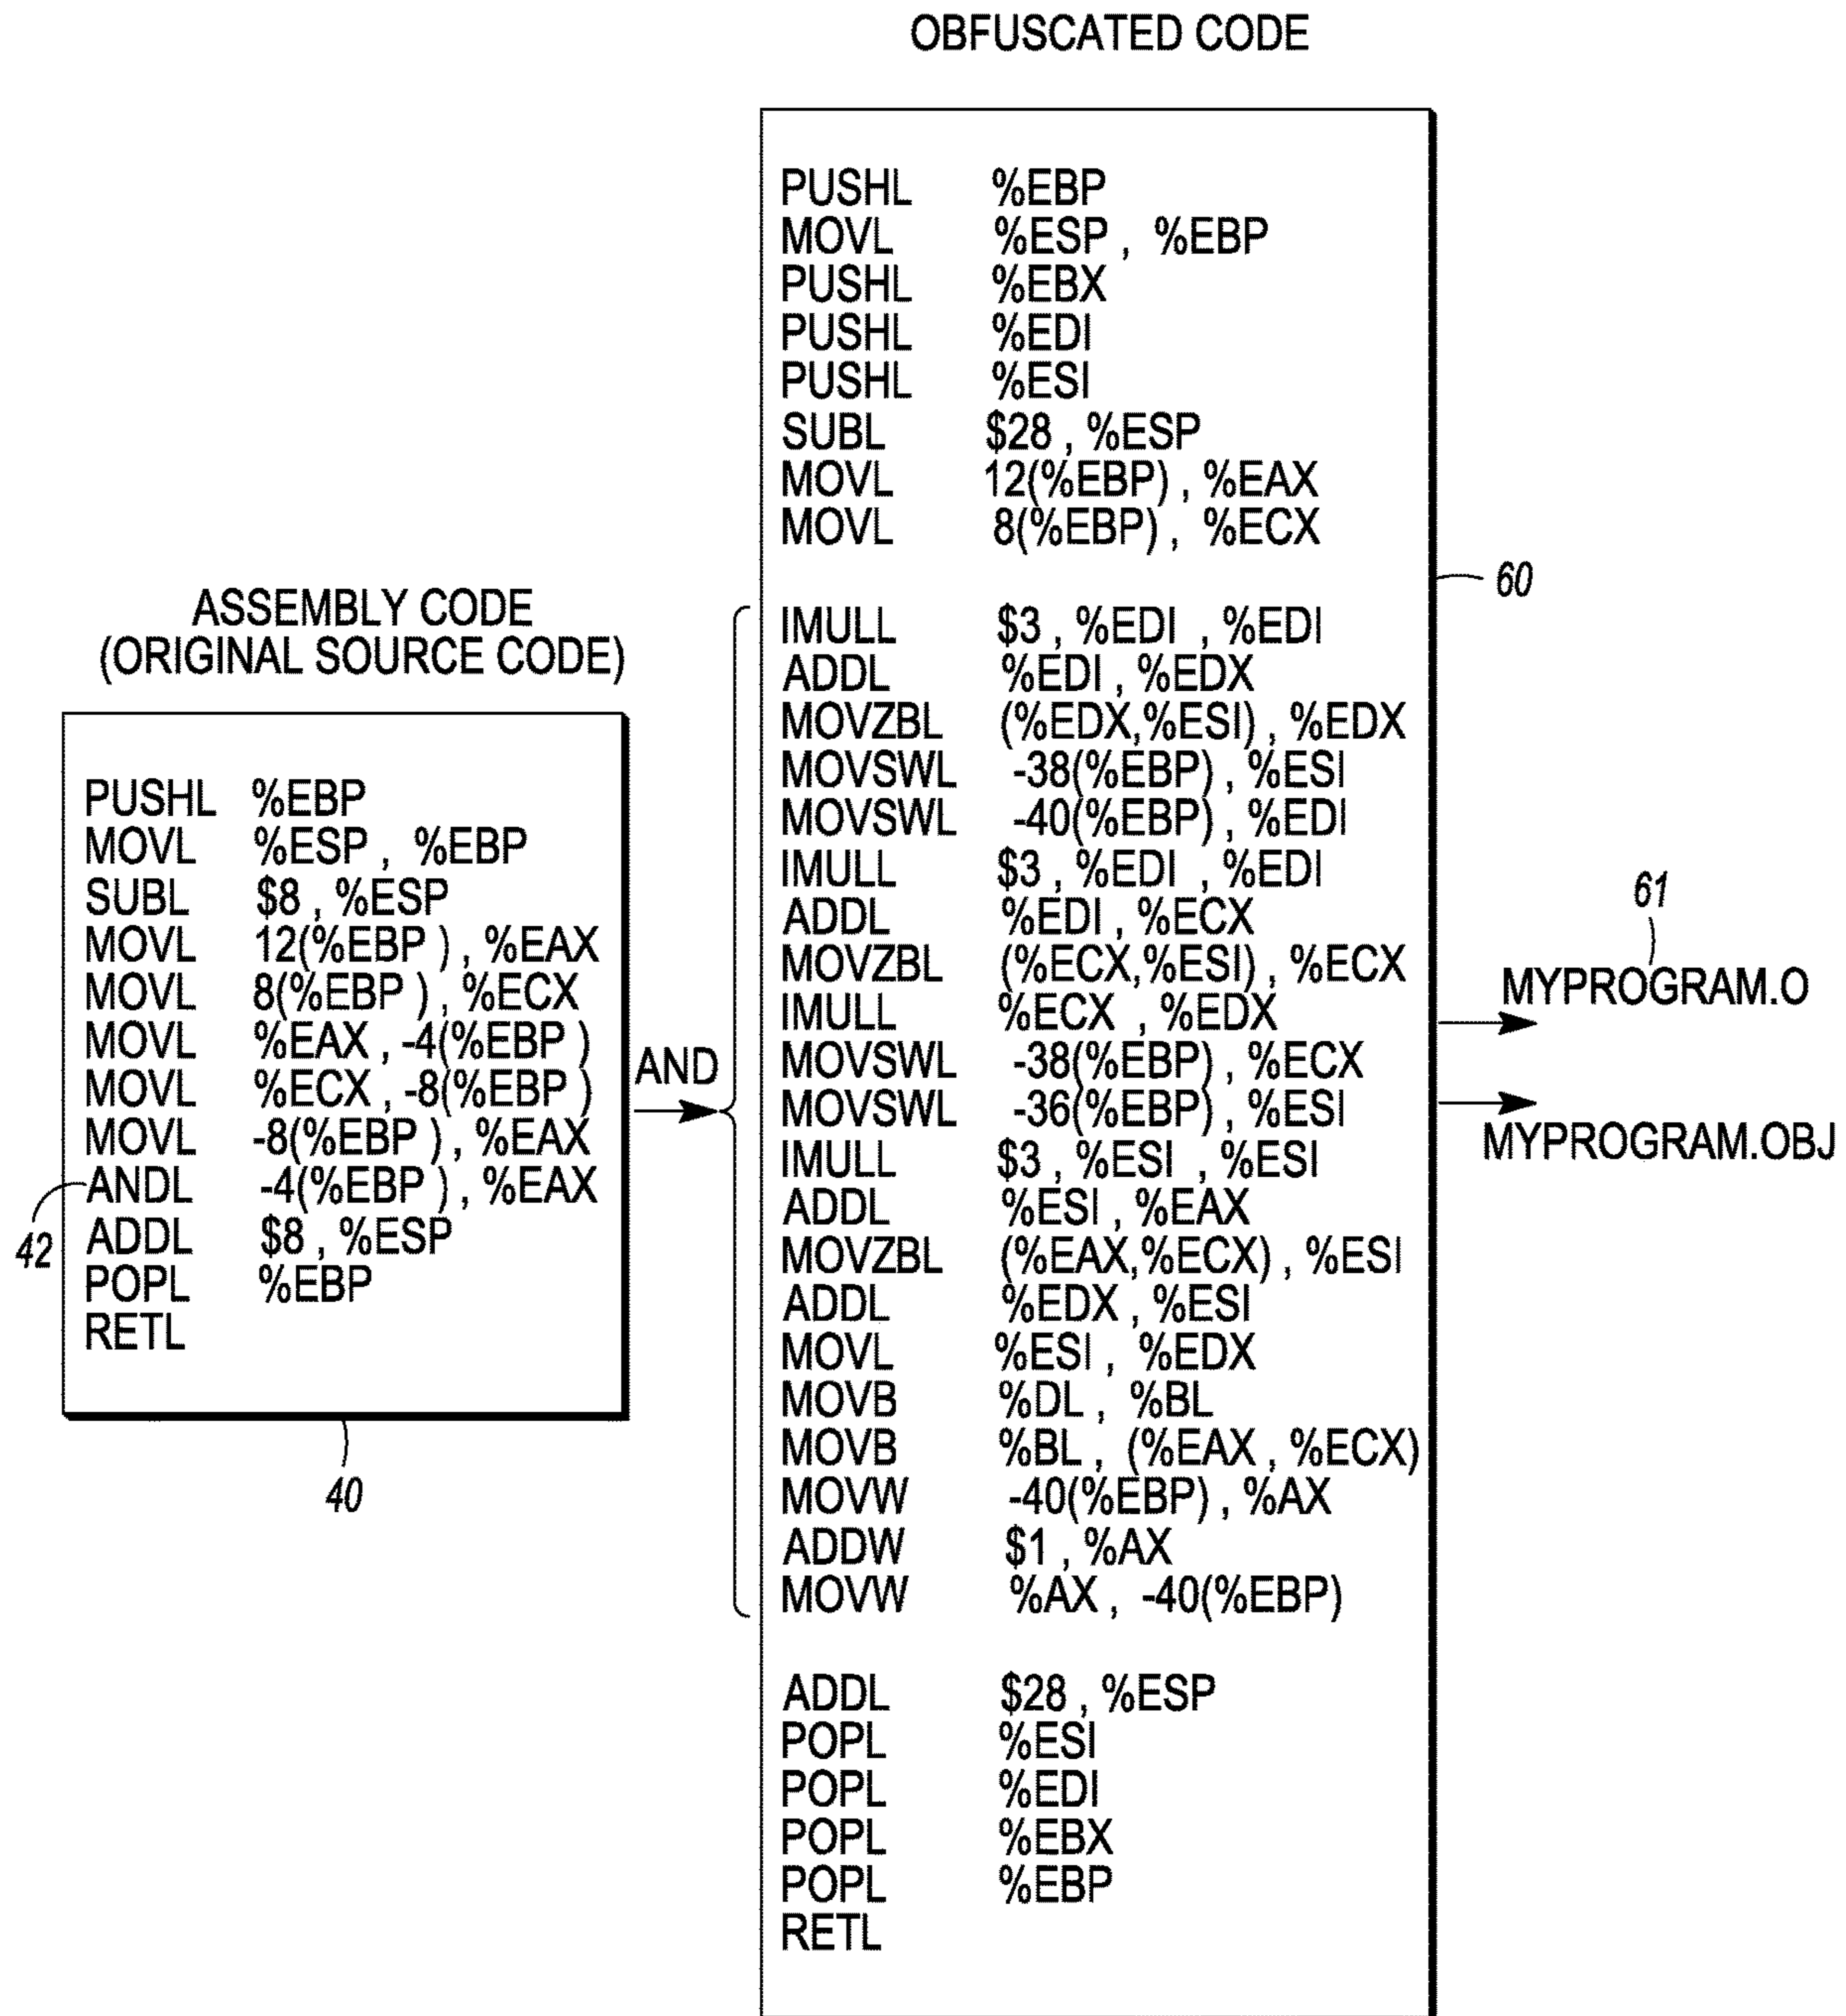 OBFUSCATED CODE
PUSHL %EBP
MOVL %ESP , %EBP
PUSHL %EBX
PUSHL %EDI
PUSHL %ESI
SUBL $28 , %ESP
MOVL 12(%EBP) , %EAX
MOVL 8(%EBP) , %ECX
60
IMULL $3 , %EDI , %EDI
ADDL %EDI , %EDX
MOVZBL (%EDX,%ESI) , %EDX
MOVSWL -38(%EBP) , %ESI
MOVSWL -40(%EBP) , %EDI
IMULL $3 , %EDI , %EDI
ADDL %EDI , %ECX
MOVZBL (%ECX,%ESI) , %ECX
IMULL %ECX , %EDX
MOVSWL -38(%EBP) , %ECX
MOVSWL -36(%EBP) , %ESI
IMULL $3 , %ESI , %ESI
ADDL %ESI , %EAX
MOVZBL (%EAX,%ECX) , %ESI
ADDL %EDX , %ESI
MOVL %ESI , %EDX
MOVB %DL , %BL
MOVB %BL , (%EAX , %ECX)
MOVW -40(%EBP) , %AX
ADDW $1 , %AX
MOVW %AX , -40(%EBP)
ADDL $28 , %ESP
POPL %ESI
POPL %EDI
POPL %EBX
POPL %EBP
RETL
ASSEMBLY CODE
(ORIGINAL SOURCE CODE)
PUSHL %EBP
MOVL %ESP , %EBP
SUBL $8 , %ESP
MOVL 12(%EBP ) , %EAX
MOVL 8(%EBP ) , %ECX
MOVL %EAX , -4(%EBP )
MOVL %ECX , -8(%EBP )
MOVL -8(%EBP ) , %EAX
ANDL -4(%EBP ) , %EAX
ADDL $8 , %ESP
POPL %EBP
RETL
42
40
AND
61
MYPROGRAM.O
MYPROGRAM.OBJ